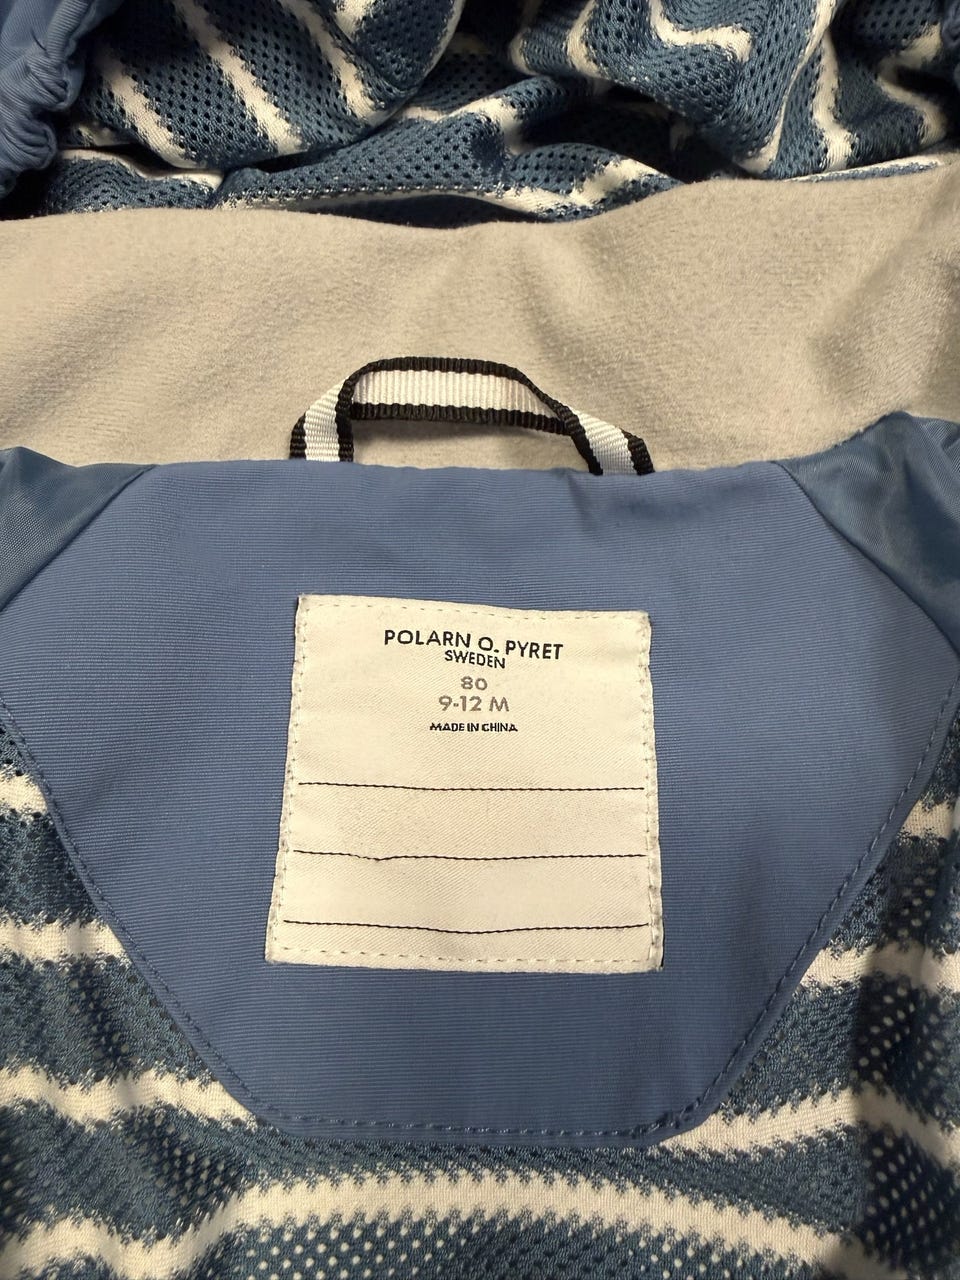 POLARN O. PYRET
SWEDEN
80
9-12 M
MADE IN CHINA